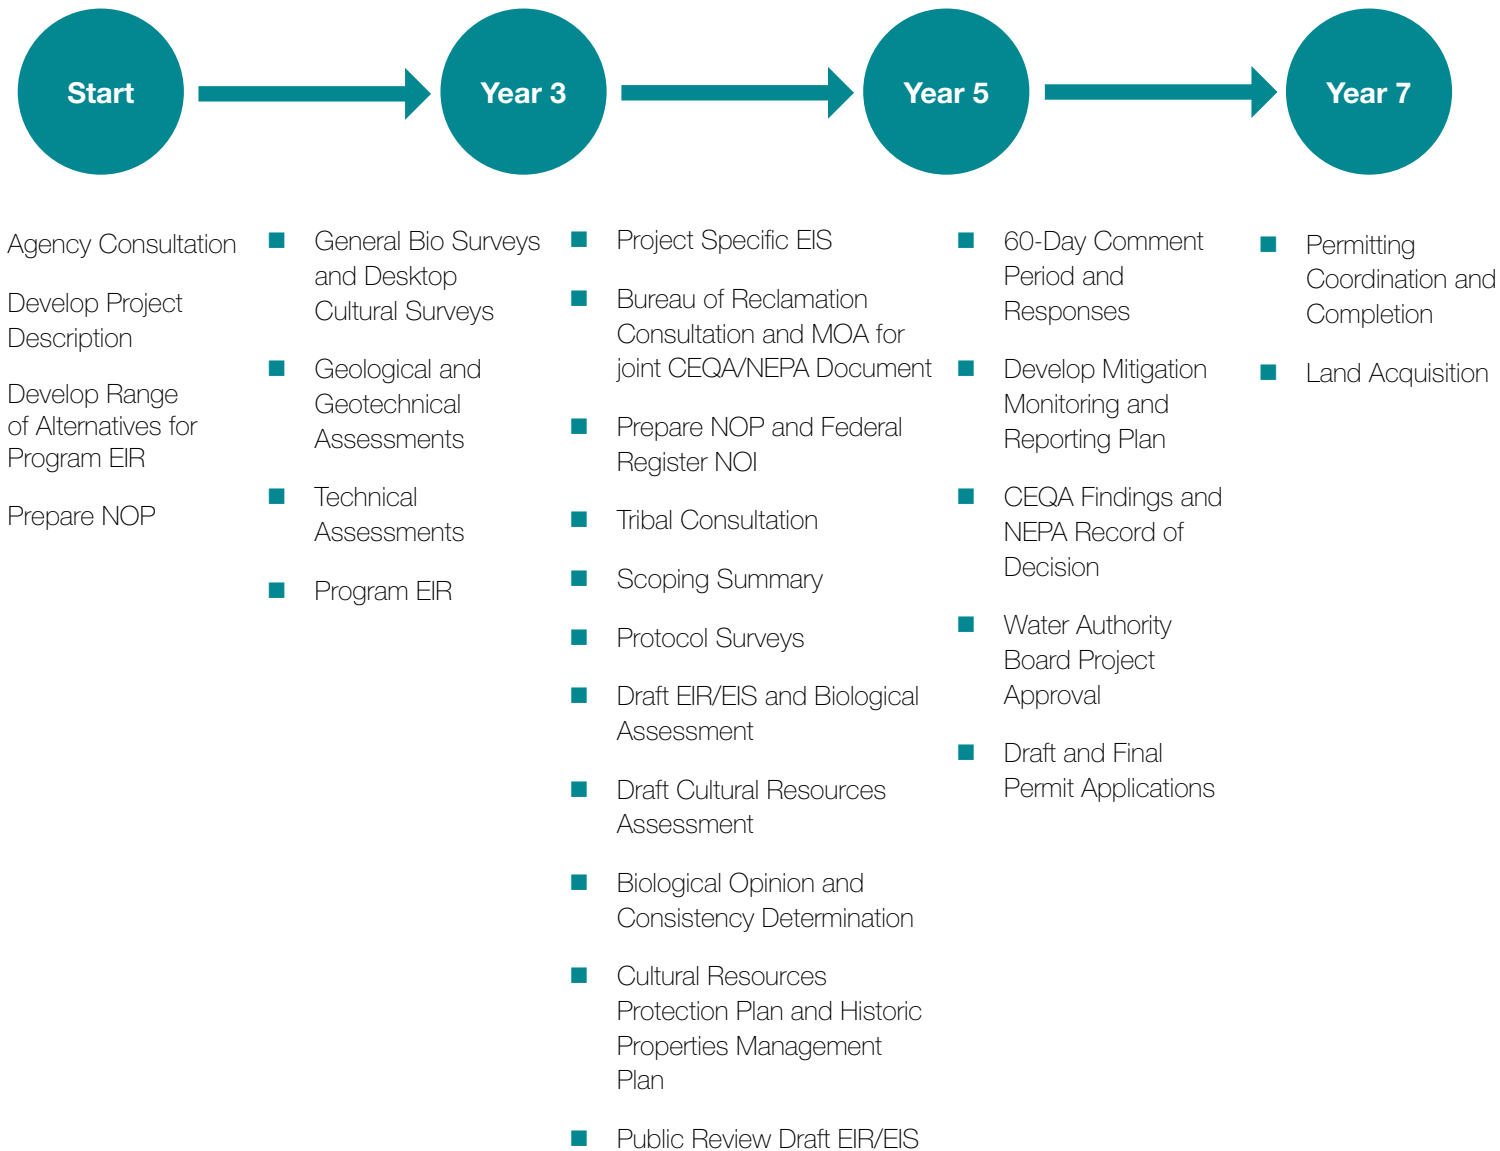 Start
Year 3
Year 5
Year 7
Agency Consultation
Develop Project
Description
Develop Range
of Alternatives for
Program EIR
Prepare NOP
General Bio Surveys
and Desktop
Cultural Surveys
Geological and
Geotechnical
Assessments
Technical
Assessments
Program EIR
Project Specific EIS
Bureau of Reclamation
Consultation and MOA for
joint CEQA/NEPA Document
Prepare NOP and Federal
Register NOI
Tribal Consultation
Scoping Summary
Protocol Surveys
Draft EIR/EIS and Biological
Assessment
Draft Cultural Resources
Assessment
Biological Opinion and
Consistency Determination
Cultural Resources
Protection Plan and Historic
Properties Management
Plan
Public Review Draft EIR/EIS
60-Day Comment
Period and
Responses
Develop Mitigation
Monitoring and
Reporting Plan
CEQA Findings and
NEPA Record of
Decision
Water Authority
Board Project
Approval
Draft and Final
Permit Applications
Permitting
Coordination and
Completion
Land Acquisition